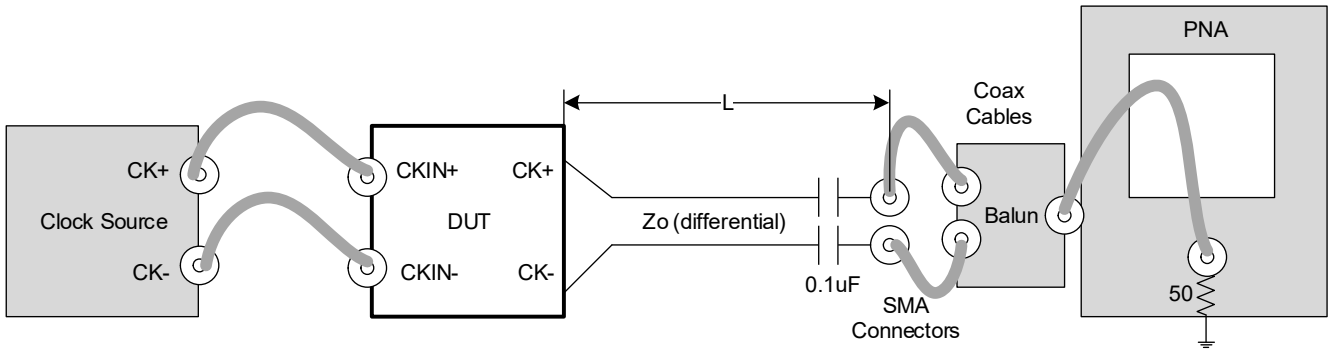 PNA
L
Coax
Cables
CK+
CKIN+
CK+
Clock Source
DUT
Zo (differential)
Balun
CK-
CKIN-
CK-
0.1uF
SMA
Connectors
50